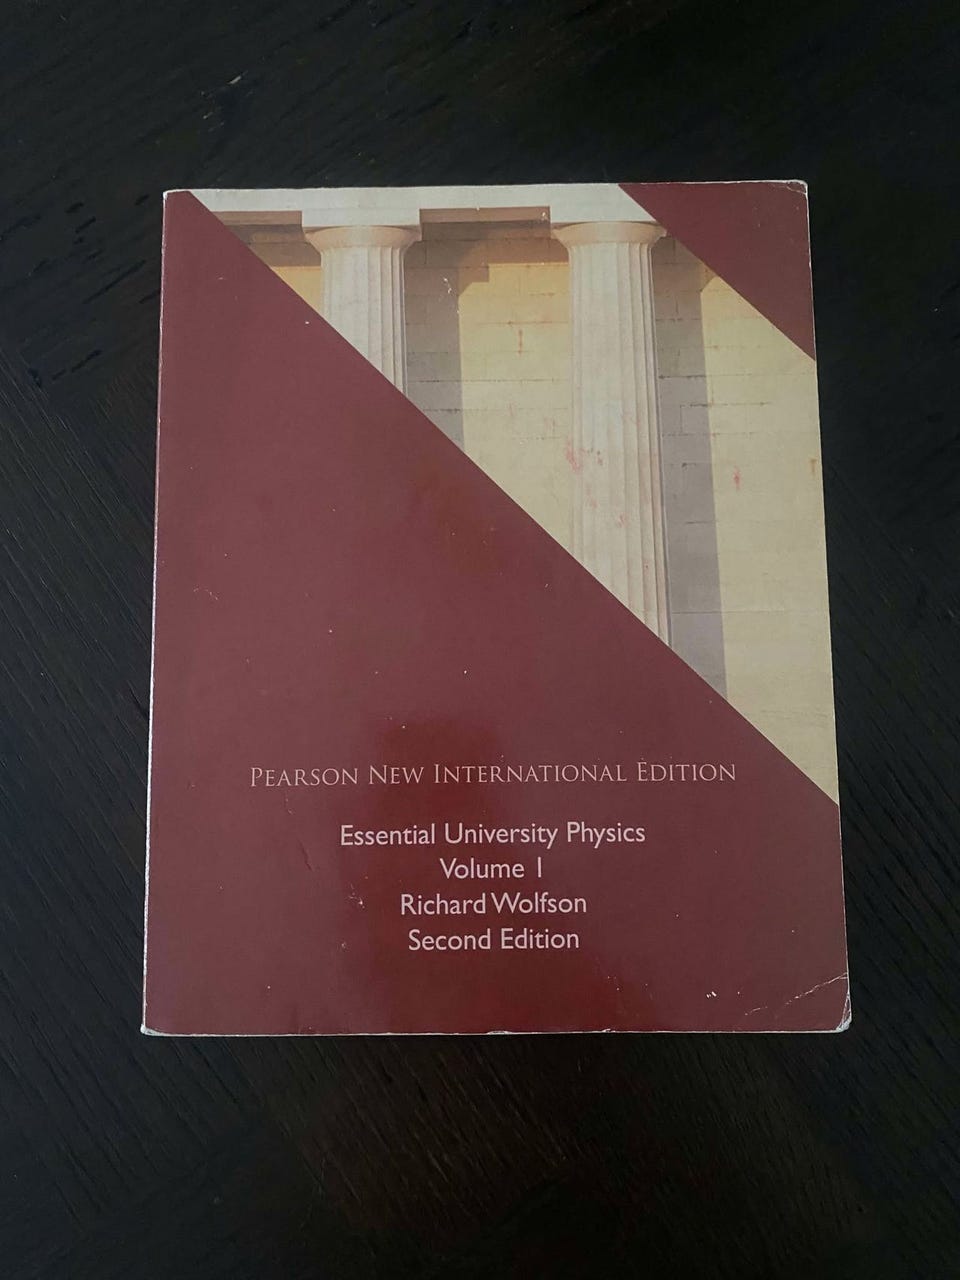 Pearson New International Edition
Essential University Physics
Volume 1
Richard Wolfson
Second Edition